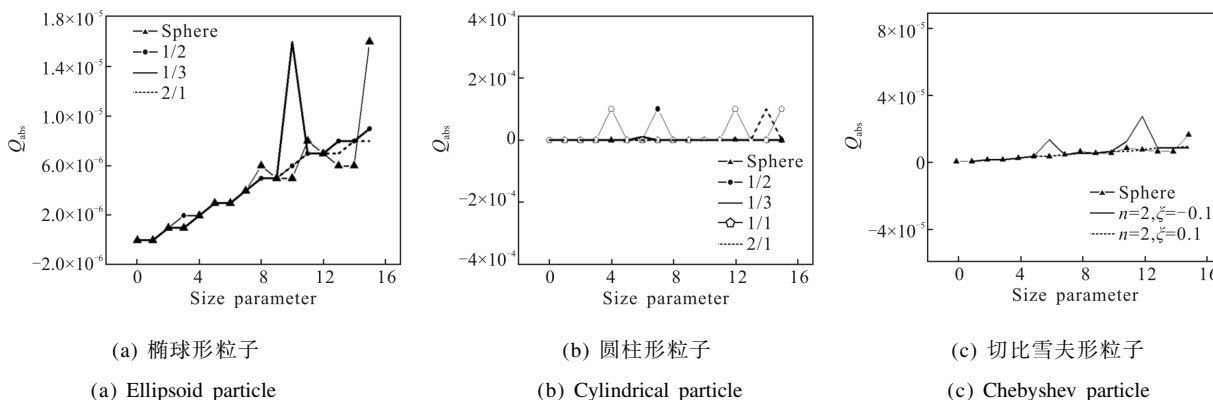 1.8×10⁻⁵
1.4×10⁻⁵
1.0×10⁻⁵
6.0×10⁻⁶
2.0×10⁻⁶
−2.0×10⁻⁶
Q_abs
Sphere
1/2
1/3
2/1
0 4 8 12 16
Size parameter
(a) 椭球形粒子
(a) Ellipsoid particle
4×10⁻⁴
2×10⁻⁴
0
−2×10⁻⁴
−4×10⁻⁴
Q_abs
Sphere
1/2
1/3
1/1
2/1
0 4 8 12 16
Size parameter
(b) 圆柱形粒子
(b) Cylindrical particle
8×10⁻⁵
4×10⁻⁵
0
−4×10⁻⁵
Q_abs
Sphere
n=2,ξ=−0.1
n=2,ξ=0.1
0 4 8 12 16
Size parameter
(c) 切比雪夫形粒子
(c) Chebyshev particle